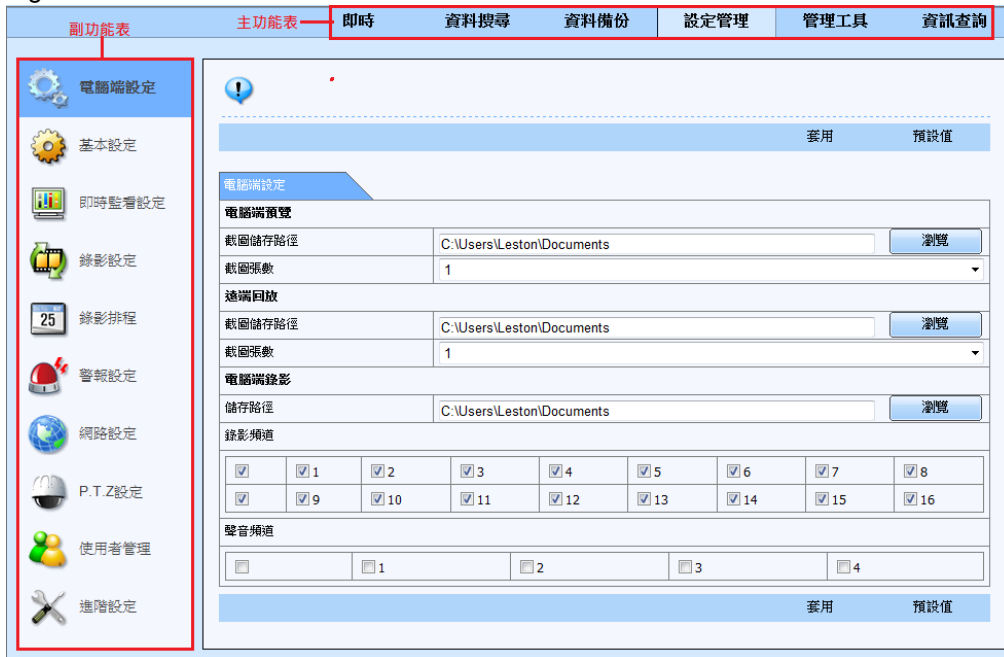 副功能表 主功能表 即時 資料搜尋 資料備份 設定管理 管理工具 資訊查詢
電腦端設定
基本設定
即時監看設定
錄影設定
25 錄影排程
警報設定
網路設定
P.T.Z設定
使用者管理
進階設定
套用 預設值
電腦端設定
電腦端預覽
截圖儲存路徑 C:\Users\Leston\Documents 瀏覽
截圖張數 1
遠端回放
截圖儲存路徑 C:\Users\Leston\Documents 瀏覽
截圖張數 1
電腦端錄影
儲存路徑 C:\Users\Leston\Documents 瀏覽
錄影頻道
1 2 3 4 5 6 7 8
9 10 11 12 13 14 15 16
聲音頻道
1 2 3 4
套用 預設值